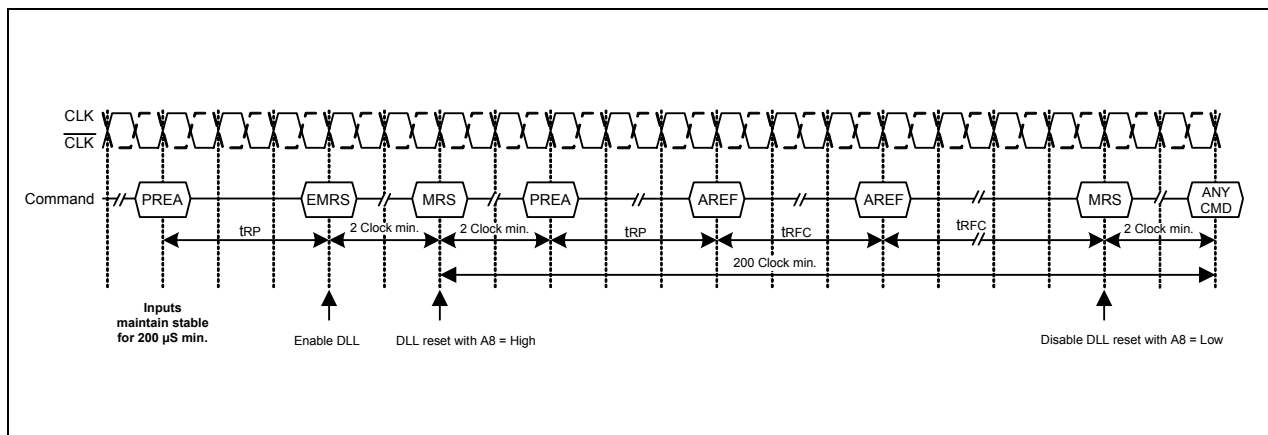 CLK
CLK
Command
PREA
EMRS
MRS
PREA
AREF
AREF
MRS
ANY
CMD
tRP
2 Clock min.
2 Clock min.
tRP
tRFC
tRFC
2 Clock min.
200 Clock min.
Inputs
maintain stable
for 200 µS min.
Enable DLL
DLL reset with A8 = High
Disable DLL reset with A8 = Low